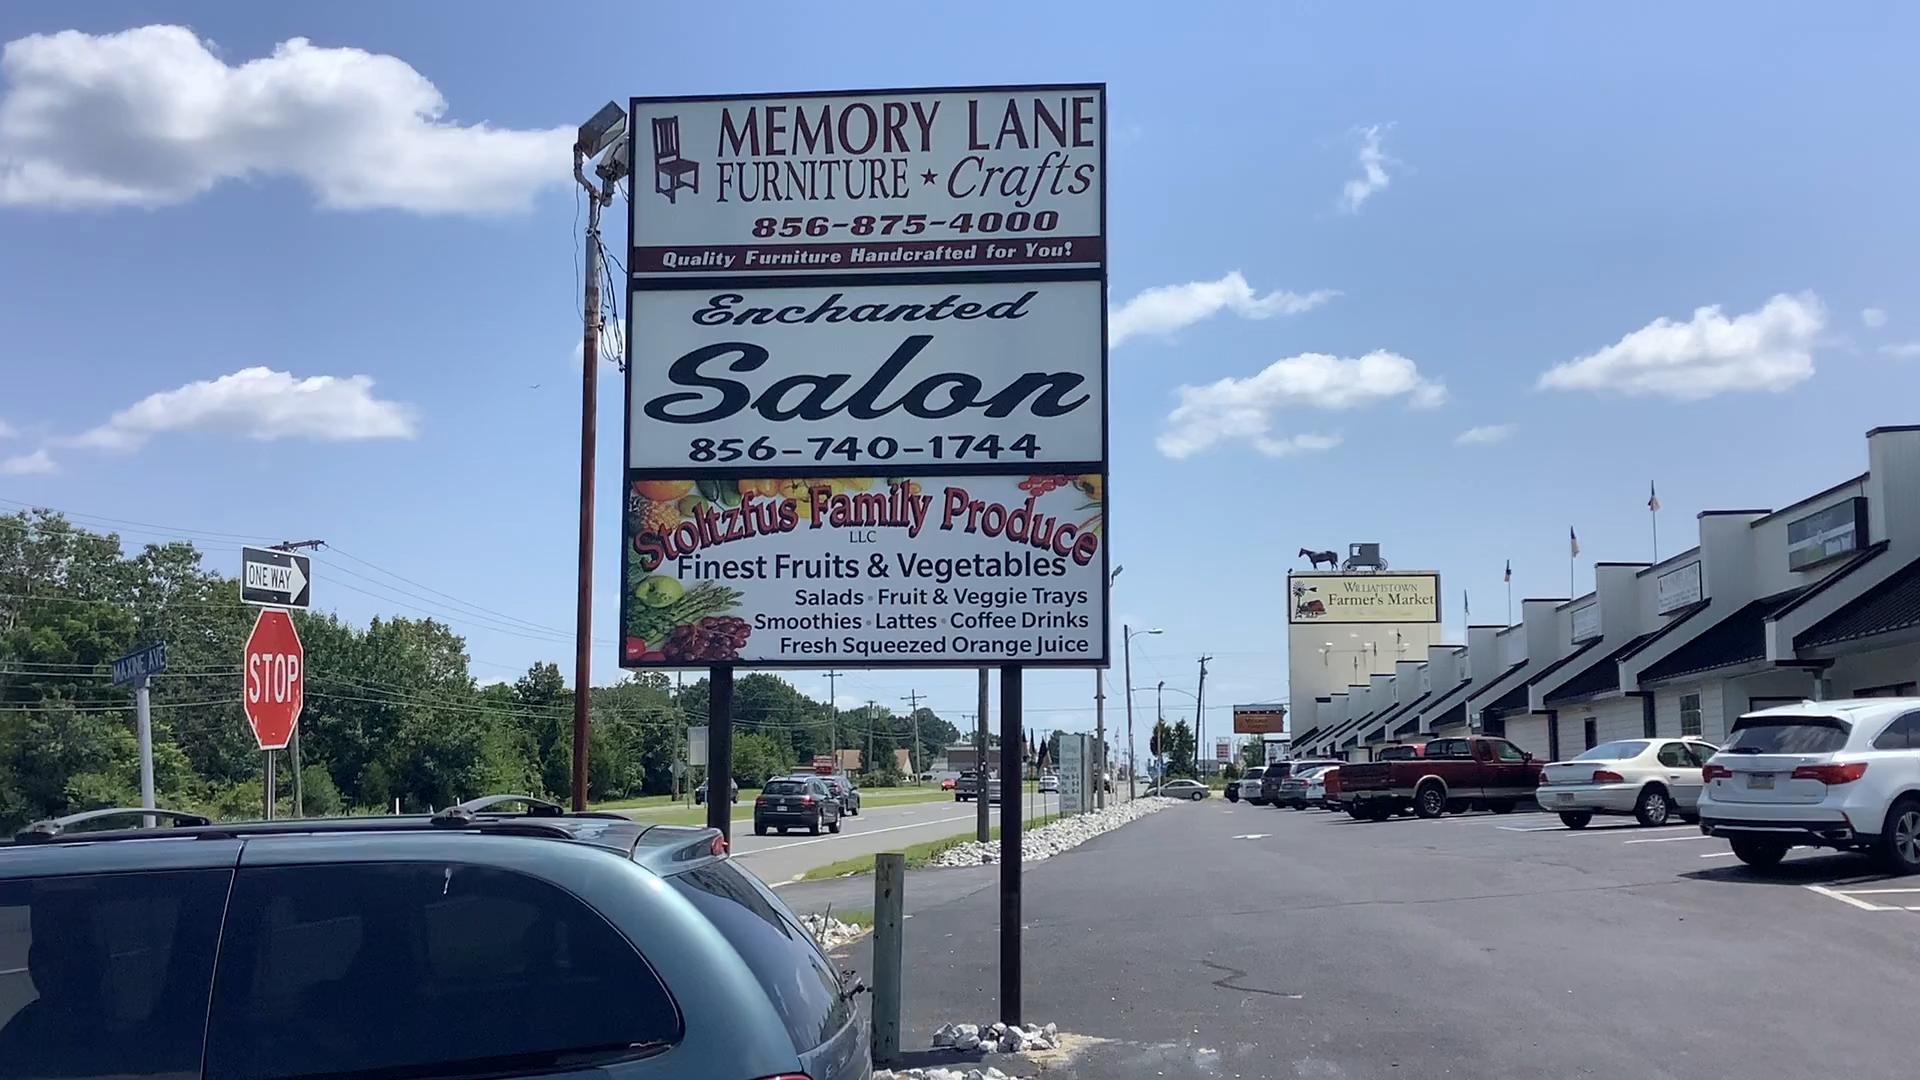 MEMORY LANE
FURNITURE ★ Crafts
856-875-4000
Quality Furniture Handcrafted for You!
Enchanted
Salon
856-740-1744
Stoltzfus Family Produce
LLC
Finest Fruits & Vegetables
Salads • Fruit & Veggie Trays
Smoothies • Lattes • Coffee Drinks
Fresh Squeezed Orange Juice
ONE WAY
STOP
MAXINE AVE
WILLIAMSTOWN
Farmer's Market